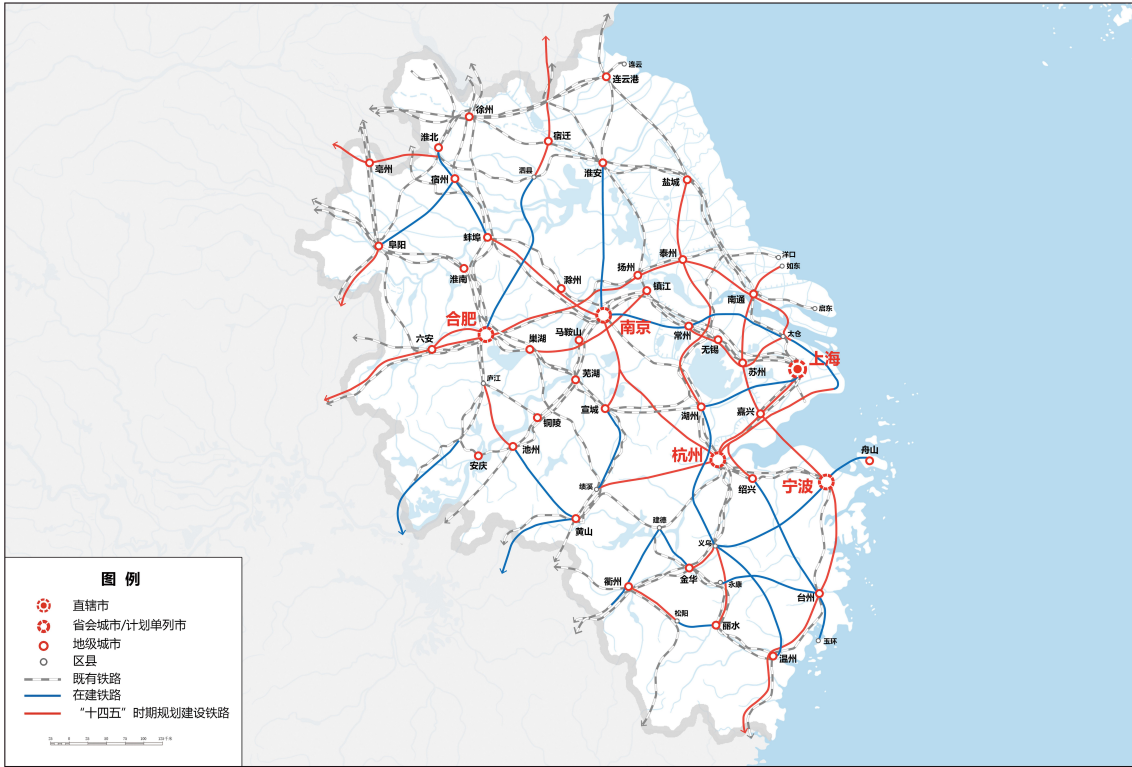 连云
连云港
徐州
淮北
宿迁
亳州
泗县
淮安
宿州
盐城
蚌埠
阜阳
洋口
泰州
如东
扬州
淮南
滁州
镇江
南通
启东
合肥
南京
马鞍山
常州
太仓
六安
巢湖
无锡
上海
苏州
庐江
芜湖
宣城
湖州
嘉兴
铜陵
池州
杭州
舟山
安庆
绩溪
绍兴
宁波
黄山
建德
义乌
衢州
金华
永康
台州
松阳
丽水
玉环
温州
图 例
直辖市
省会城市/计划单列市
地级城市
区县
既有铁路
在建铁路
“十四五”时期规划建设铁路